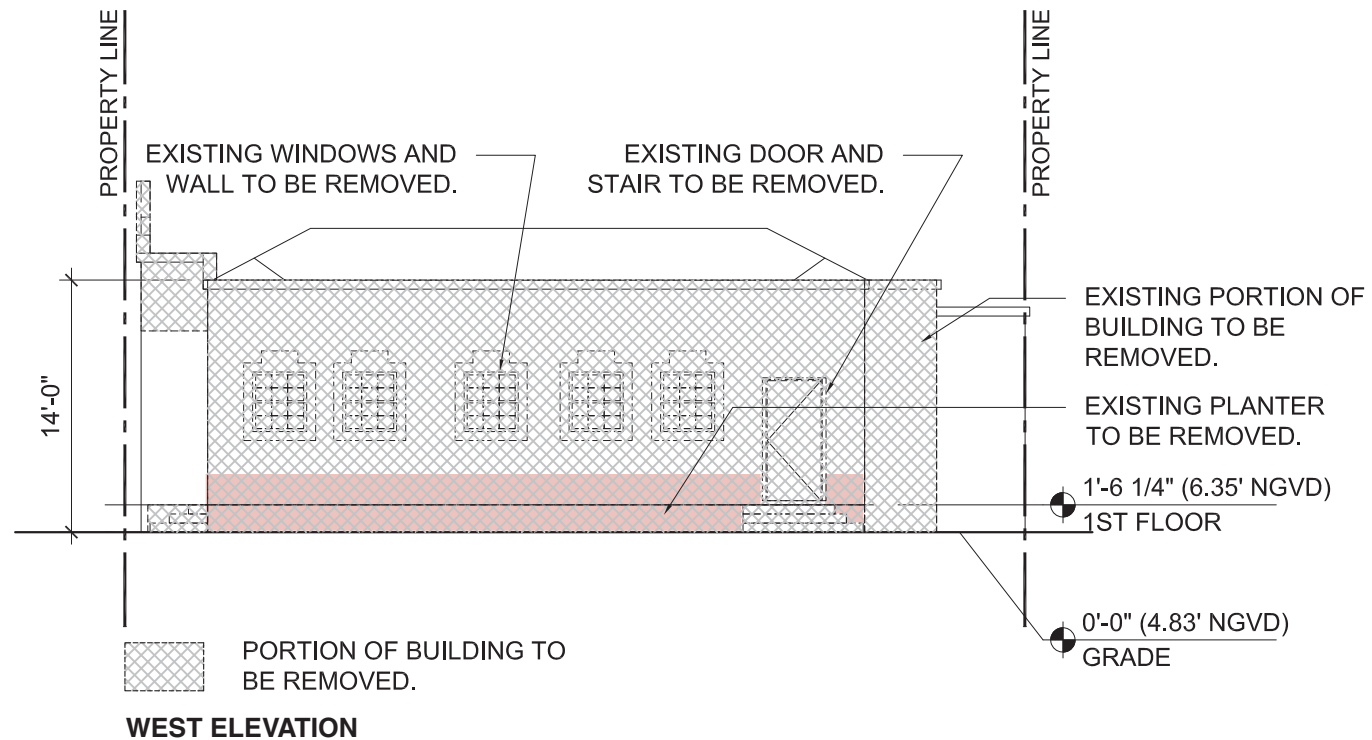 PROPERTY LINE
PROPERTY LINE
EXISTING WINDOWS AND
WALL TO BE REMOVED.
EXISTING DOOR AND
STAIR TO BE REMOVED.
EXISTING PORTION OF
BUILDING TO BE
REMOVED.
14'-0"
EXISTING PLANTER
TO BE REMOVED.
1'-6 1/4" (6.35' NGVD)
1ST FLOOR
0'-0" (4.83' NGVD)
GRADE
PORTION OF BUILDING TO
BE REMOVED.
WEST ELEVATION